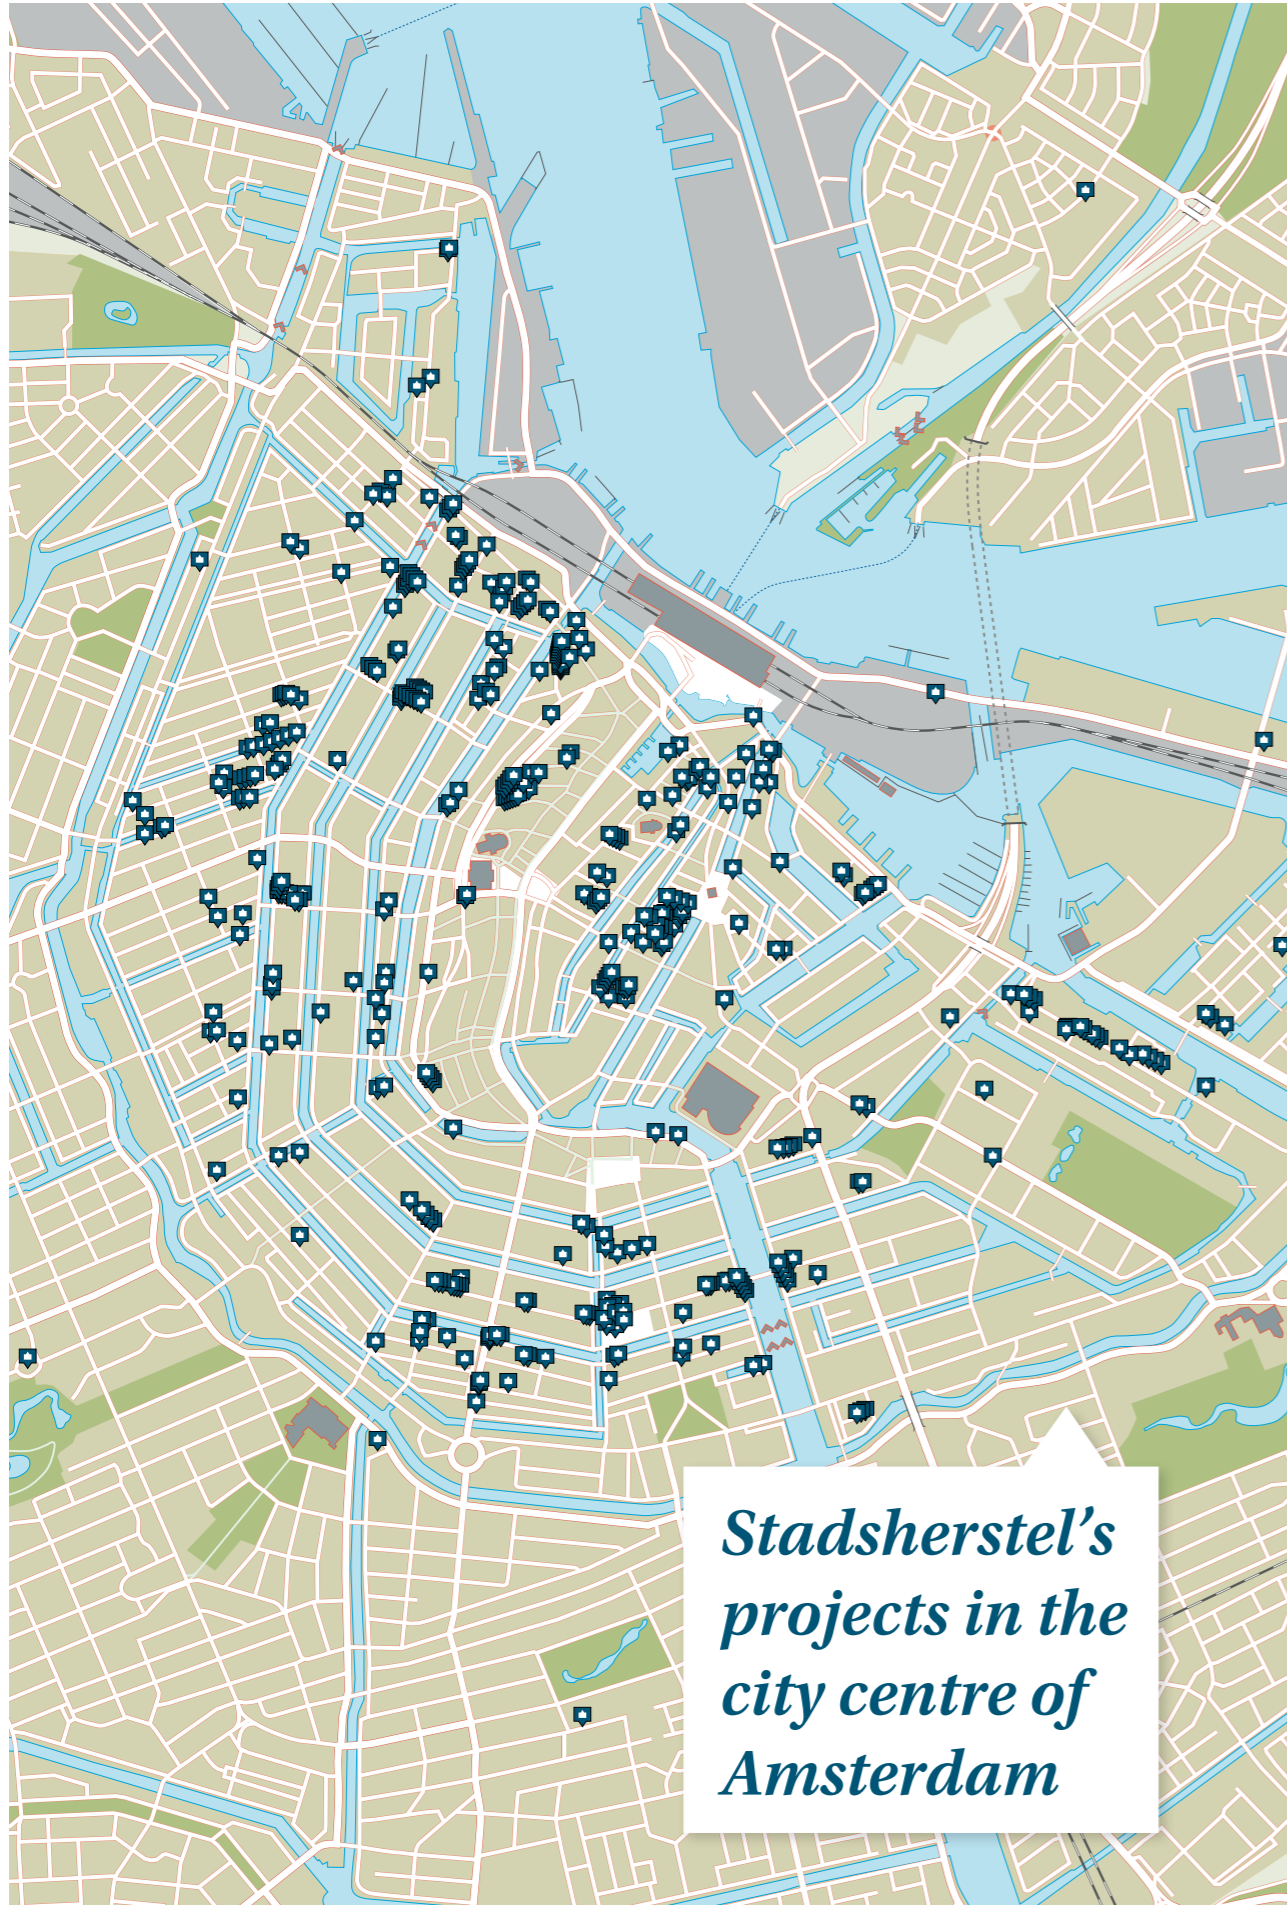 Stadsherstel’s
projects in the
city centre of
Amsterdam